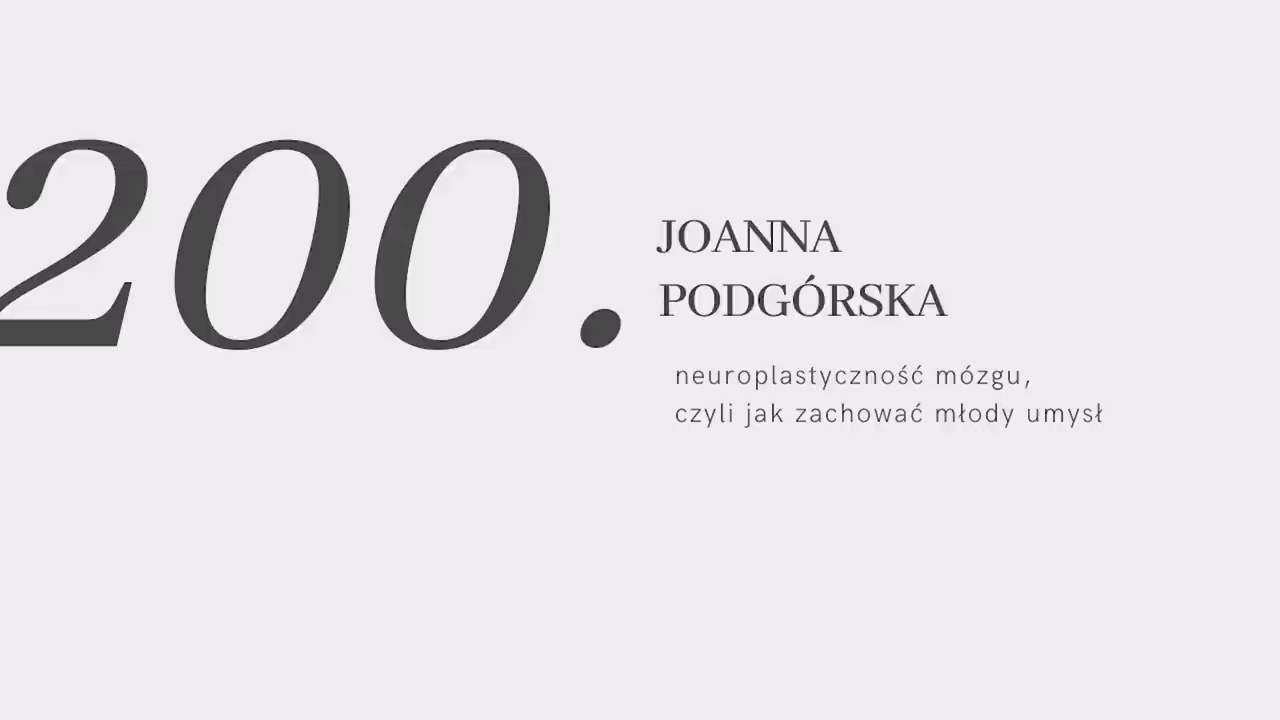 200.
JOANNA
PODGÓRSKA
neuroplastyczność mózgu,
czyli jak zachować młody umysł